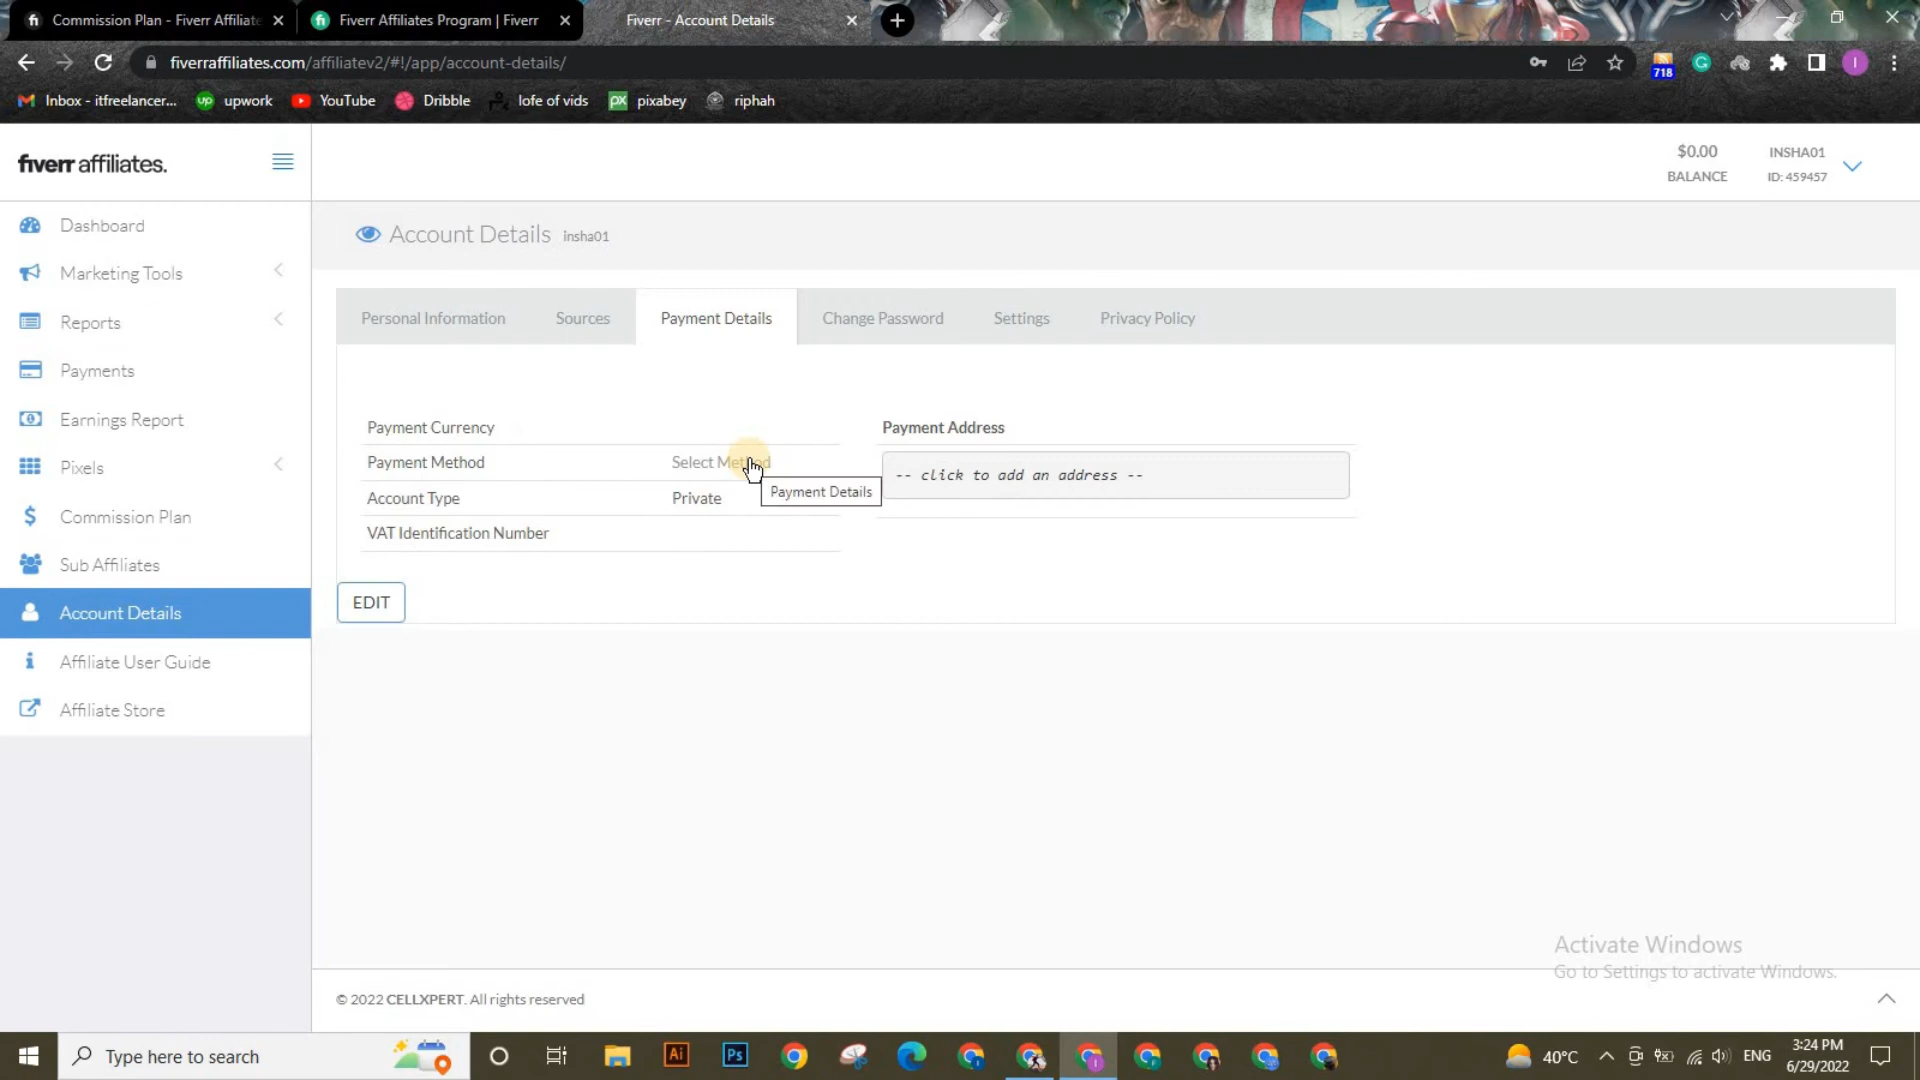 Commission Plan - Fiverr Affiliate
Fiverr Affiliates Program | Fiverr
Fiverr - Account Details
fiverraffiliates.com/affiliatev2/#!/app/account-details/
718
I
Inbox - itfreelancer...
up
upwork
YouTube
Dribble
lofe of vids
px
pixabey
riphah
fiverr affiliates.
$0.00
BALANCE
INSHA01
ID: 459457
Dashboard
Marketing Tools
Reports
Payments
Earnings Report
Pixels
Commission Plan
Sub Affiliates
Account Details
Affiliate User Guide
Affiliate Store
Account Details insha01
Personal Information
Sources
Payment Details
Change Password
Settings
Privacy Policy
Payment Currency
Payment Method
Select Method
Account Type
Private
Payment Details
VAT Identification Number
Payment Address
-- click to add an address --
EDIT
Activate Windows
Go to Settings to activate Windows.
© 2022 CELLXPERT. All rights reserved
Type here to search
Ai
Ps
40°C
ENG
3:24 PM
6/29/2022